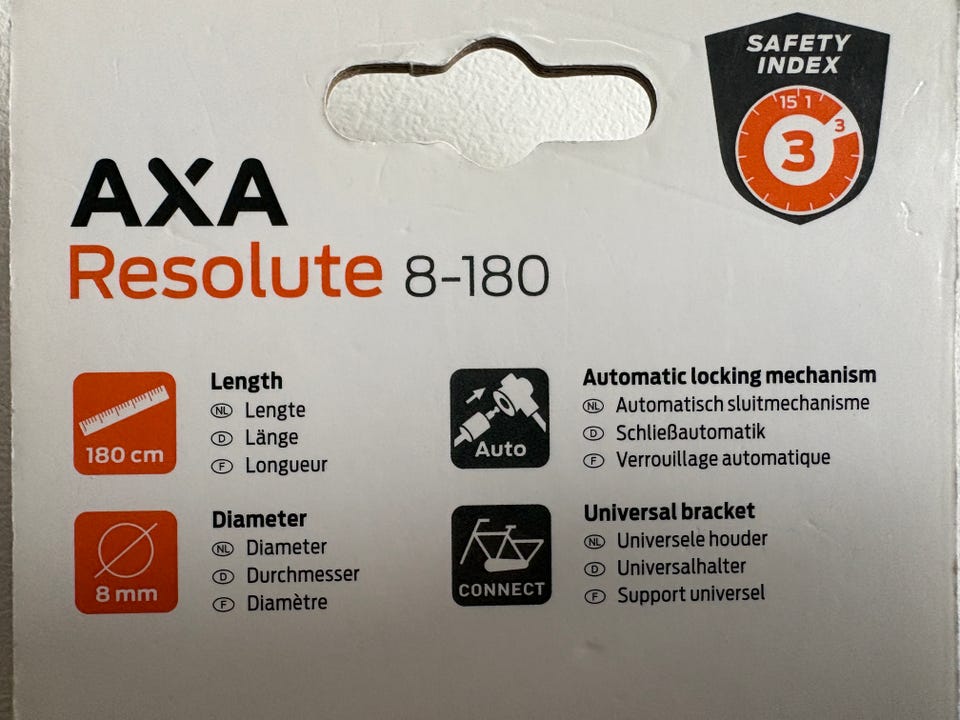 SAFETY
INDEX
15 1
3
3
AXA
Resolute 8-180
180 cm
Length
NL Lengte
D Länge
F Longueur
Auto
Automatic locking mechanism
NL Automatisch sluitmechanisme
D Schließautomatik
F Verrouillage automatique
8 mm
Diameter
NL Diameter
D Durchmesser
F Diamètre
CONNECT
Universal bracket
NL Universele houder
D Universalhalter
F Support universel